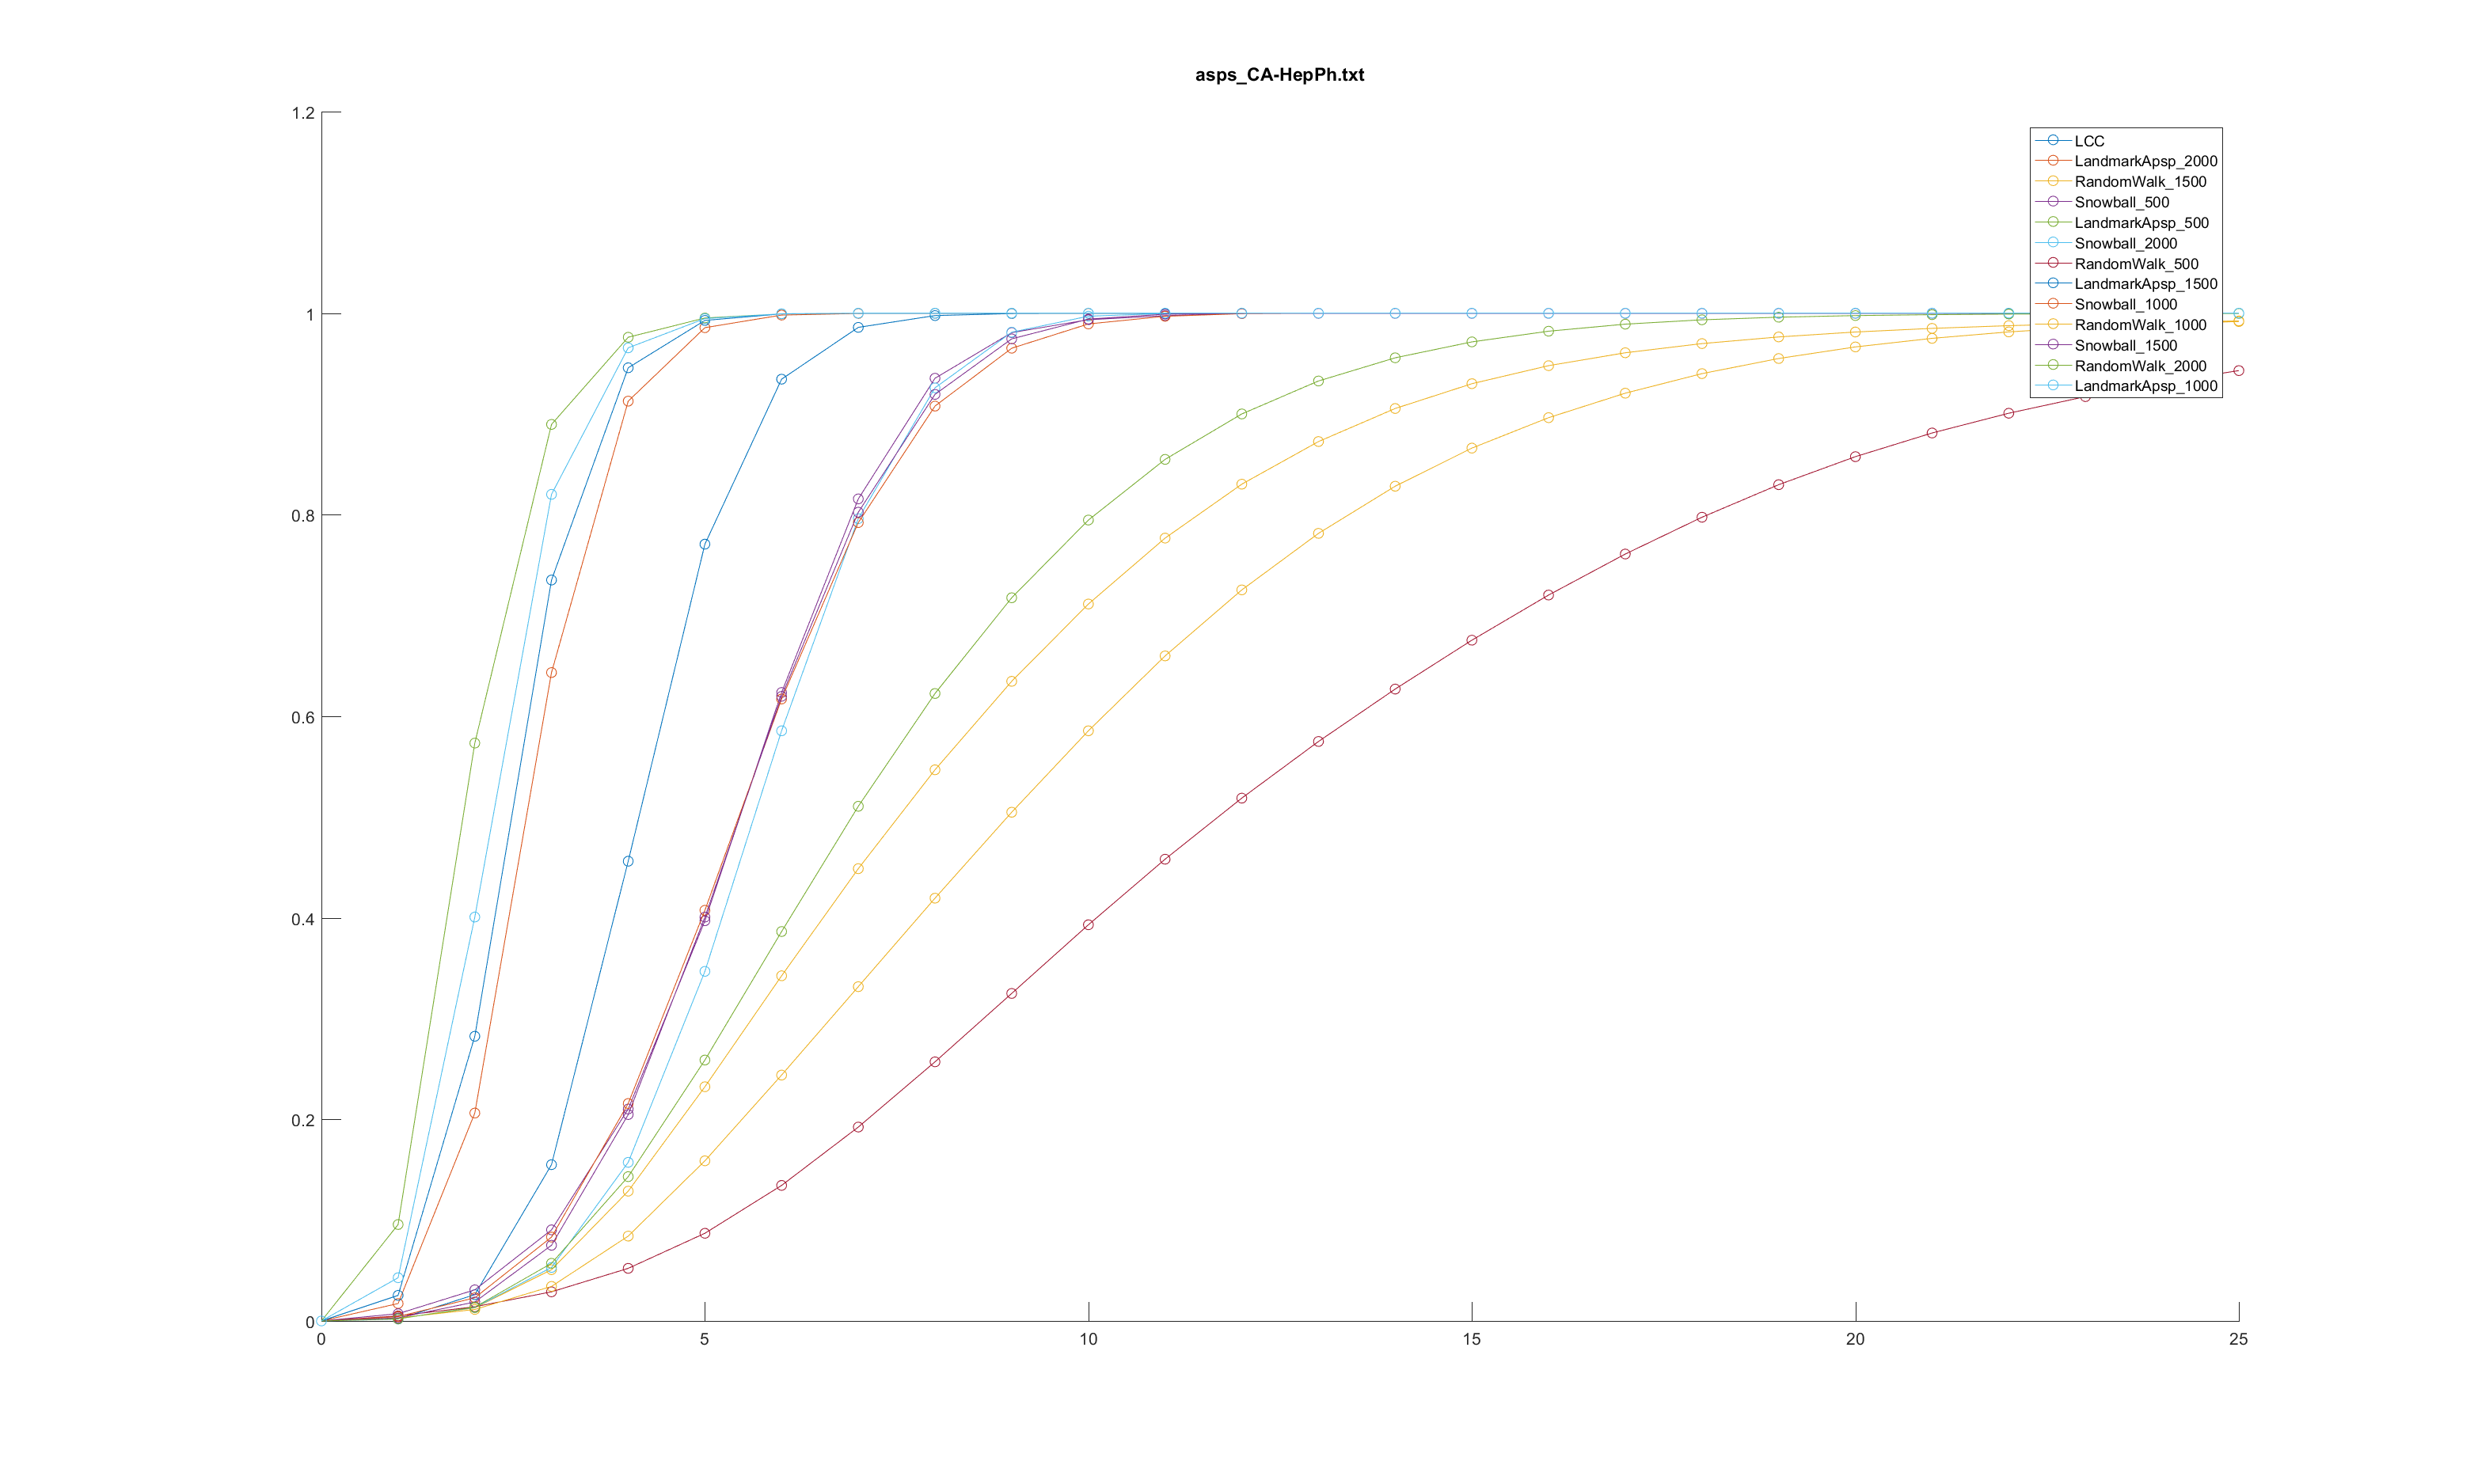 asps_CA-HepPh.txt
1.2
1
0.8
0.6
0.4
0.2
0
0 5 10 15 20 25
LCC
LandmarkApsp_2000
RandomWalk_1500
Snowball_500
LandmarkApsp_500
Snowball_2000
RandomWalk_500
LandmarkApsp_1500
Snowball_1000
RandomWalk_1000
Snowball_1500
RandomWalk_2000
LandmarkApsp_1000